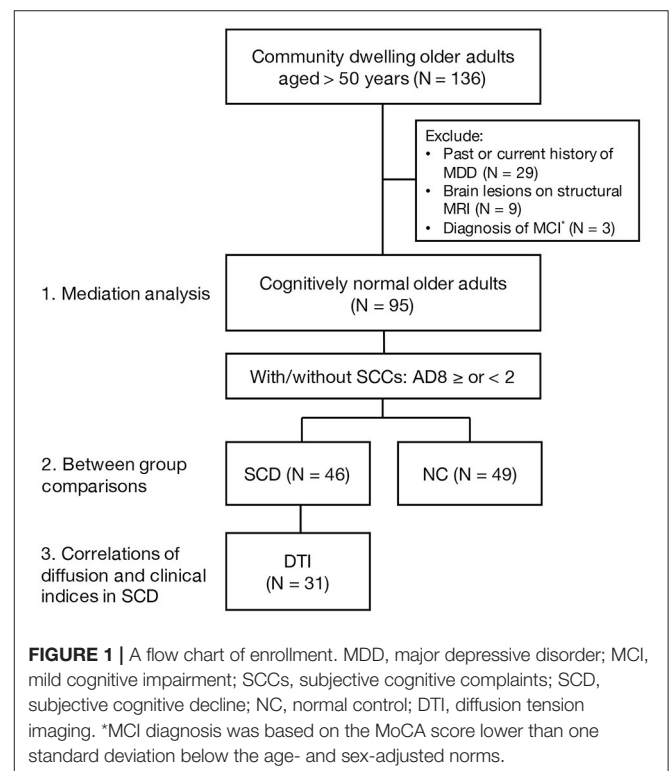 Community dwelling older adults
aged > 50 years (N = 136)
Exclude:
• Past or current history of
MDD (N = 29)
• Brain lesions on structural
MRI (N = 9)
• Diagnosis of MCI* (N = 3)
1. Mediation analysis
Cognitively normal older adults
(N = 95)
With/without SCCs: AD8 ≥ or < 2
2. Between group
comparisons
SCD (N = 46)
NC (N = 49)
3. Correlations of
diffusion and clinical
indices in SCD
DTI
(N = 31)
FIGURE 1 | A flow chart of enrollment. MDD, major depressive disorder; MCI,
mild cognitive impairment; SCCs, subjective cognitive complaints; SCD,
subjective cognitive decline; NC, normal control; DTI, diffusion tension
imaging. *MCI diagnosis was based on the MoCA score lower than one
standard deviation below the age- and sex-adjusted norms.